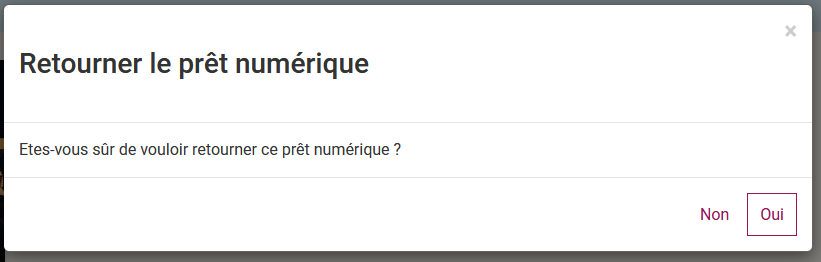 ×
Retourner le prêt numérique
Etes-vous sûr de vouloir retourner ce prêt numérique ?
Non
Oui